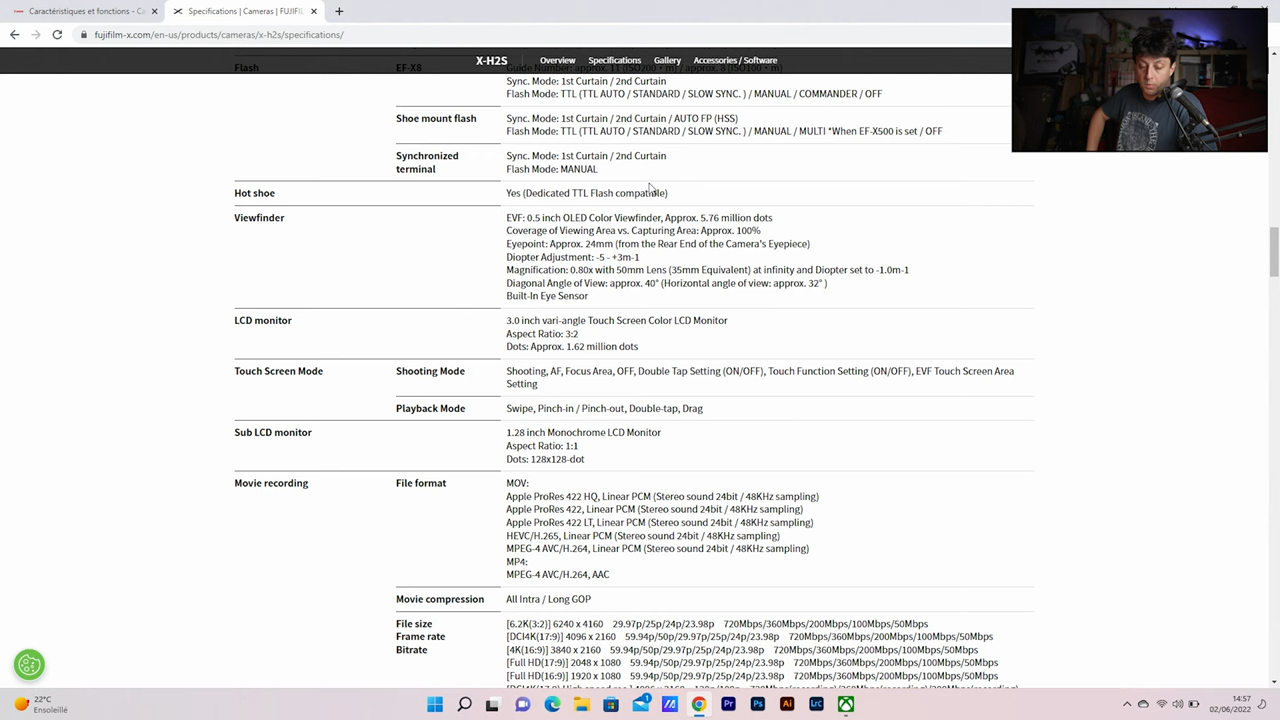 Caractéristiques et fonctions - Ca
Specifications | Cameras | FUJIFIL
fujifilm-x.com/en-us/products/cameras/x-h2s/specifications/
X-H2S Overview Specifications Gallery Accessories / Software
Flash EF-X8 Guide Number: approx. 11 (ISO200・m) / approx. 8 (ISO100・m)
Sync. Mode: 1st Curtain / 2nd Curtain
Flash Mode: TTL (TTL AUTO / STANDARD / SLOW SYNC. ) / MANUAL / COMMANDER / OFF
Shoe mount flash Sync. Mode: 1st Curtain / 2nd Curtain / AUTO FP (HSS)
Flash Mode: TTL (TTL AUTO / STANDARD / SLOW SYNC. ) / MANUAL / MULTI *When EF-X500 is set / OFF
Synchronized terminal Sync. Mode: 1st Curtain / 2nd Curtain
Flash Mode: MANUAL
Hot shoe Yes (Dedicated TTL Flash compatible)
Viewfinder EVF: 0.5 inch OLED Color Viewfinder, Approx. 5.76 million dots
Coverage of Viewing Area vs. Capturing Area: Approx. 100%
Eyepoint: Approx. 24mm (from the Rear End of the Camera's Eyepiece)
Diopter Adjustment: -5 - +3m-1
Magnification: 0.80x with 50mm Lens (35mm Equivalent) at infinity and Diopter set to -1.0m-1
Diagonal Angle of View: approx. 40° (Horizontal angle of view: approx. 32° )
Built-In Eye Sensor
LCD monitor 3.0 inch vari-angle Touch Screen Color LCD Monitor
Aspect Ratio: 3:2
Dots: Approx. 1.62 million dots
Touch Screen Mode Shooting Mode Shooting, AF, Focus Area, OFF, Double Tap Setting (ON/OFF), Touch Function Setting (ON/OFF), EVF Touch Screen Area
Setting
Playback Mode Swipe, Pinch-in / Pinch-out, Double-tap, Drag
Sub LCD monitor 1.28 inch Monochrome LCD Monitor
Aspect Ratio: 1:1
Dots: 128x128-dot
Movie recording File format MOV:
Apple ProRes 422 HQ, Linear PCM (Stereo sound 24bit / 48KHz sampling)
Apple ProRes 422, Linear PCM (Stereo sound 24bit / 48KHz sampling)
Apple ProRes 422 LT, Linear PCM (Stereo sound 24bit / 48KHz sampling)
HEVC/H.265, Linear PCM (Stereo sound 24bit / 48KHz sampling)
MPEG-4 AVC/H.264, Linear PCM (Stereo sound 24bit / 48KHz sampling)
MP4:
MPEG-4 AVC/H.264, AAC
Movie compression All Intra / Long GOP
File size [6.2K(3:2)] 6240 x 4160 29.97p/25p/24p/23.98p 720Mbps/360Mbps/200Mbps/100Mbps/50Mbps
Frame rate [DCI4K(17:9)] 4096 x 2160 59.94p/50p/29.97p/25p/24p/23.98p 720Mbps/360Mbps/200Mbps/100Mbps/50Mbps
Bitrate [4K(16:9)] 3840 x 2160 59.94p/50p/29.97p/25p/24p/23.98p 720Mbps/360Mbps/200Mbps/100Mbps/50Mbps
[Full HD(17:9)] 2048 x 1080 59.94p/50p/29.97p/25p/24p/23.98p 720Mbps/360Mbps/200Mbps/100Mbps/50Mbps
[Full HD(16:9)] 1920 x 1080 59.94p/50p/29.97p/25p/24p/23.98p 720Mbps/360Mbps/200Mbps/100Mbps/50Mbps
22°C
Ensoleillé
Pr Ps Ai Lrc
14:57
02/06/2022